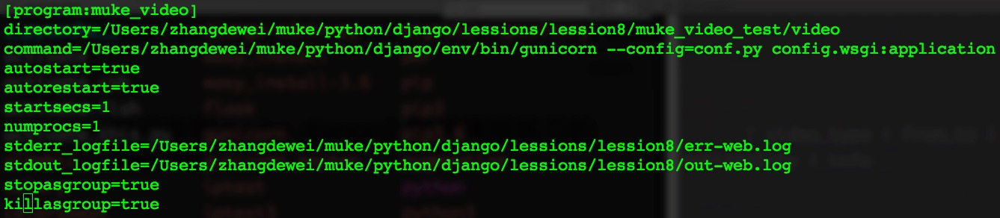 [program:muke_video]
directory=/Users/zhangdewei/muke/python/django/lessions/lession8/muke_video_test/video
command=/Users/zhangdewei/muke/python/django/env/bin/gunicorn --config=conf.py config.wsgi:application
autostart=true
autorestart=true
startsecs=1
numprocs=1
stderr_logfile=/Users/zhangdewei/muke/python/django/lessions/lession8/err-web.log
stdout_logfile=/Users/zhangdewei/muke/python/django/lessions/lession8/out-web.log
stopasgroup=true
killasgroup=true